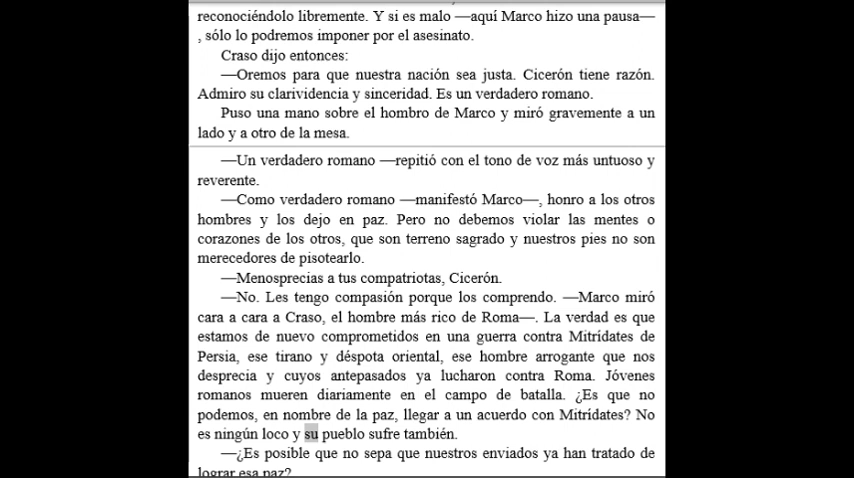 reconociéndolo libremente. Y si es malo —aquí Marco hizo una pausa—
, sólo lo podremos imponer por el asesinato.
Craso dijo entonces:
—Oremos para que nuestra nación sea justa. Cicerón tiene razón.
Admiro su clarividencia y sinceridad. Es un verdadero romano.
Puso una mano sobre el hombro de Marco y miró gravemente a un
lado y a otro de la mesa.
—Un verdadero romano —repitió con el tono de voz más untuoso y
reverente.
—Como verdadero romano —manifestó Marco—, honro a los otros
hombres y los dejo en paz. Pero no debemos violar las mentes o
corazones de los otros, que son terreno sagrado y nuestros pies no son
merecedores de pisotearlo.
—Menosprecias a tus compatriotas, Cicerón.
—No. Les tengo compasión porque los comprendo. —Marco miró
cara a cara a Craso, el hombre más rico de Roma—. La verdad es que
estamos de nuevo comprometidos en una guerra contra Mitrídates de
Persia, ese tirano y déspota oriental, ese hombre arrogante que nos
desprecia y cuyos antepasados ya lucharon contra Roma. Jóvenes
romanos mueren diariamente en el campo de batalla. ¿Es que no
podemos, en nombre de la paz, llegar a un acuerdo con Mitrídates? No
es ningún loco y su pueblo sufre también.
—¿Es posible que no sepa que nuestros enviados ya han tratado de
lograr esa paz?